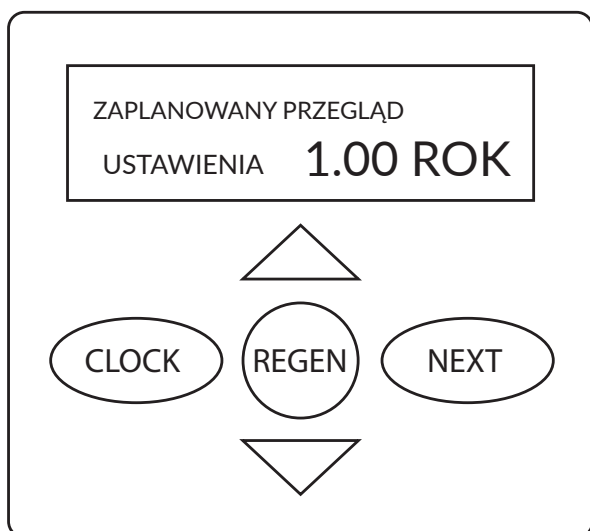 ZAPLANOWANY PRZEGLĄD
USTAWIENIA 1.00 ROK
CLOCK REGEN NEXT